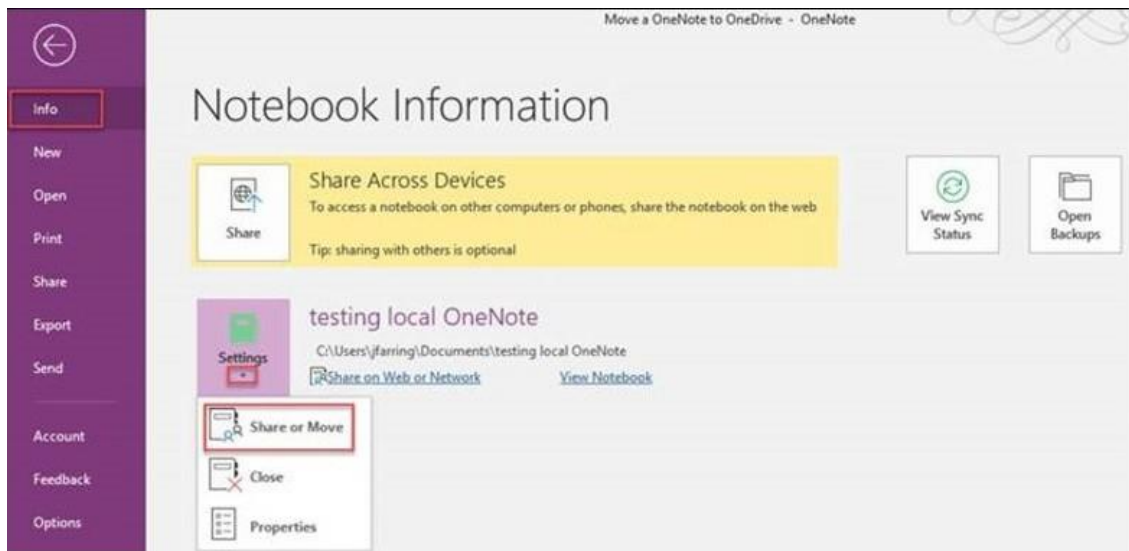 Move a OneNote to OneDrive - OneNote
Info
New
Open
Print
Share
Export
Send
Account
Feedback
Options
Notebook Information
Share
Share Across Devices
To access a notebook on other computers or phones, share the notebook on the web
Tip: sharing with others is optional
View Sync
Status
Open
Backups
Settings
testing local OneNote
C:\Users\jfarring\Documents\testing local OneNote
Share on Web or Network View Notebook
Share or Move
Close
Properties